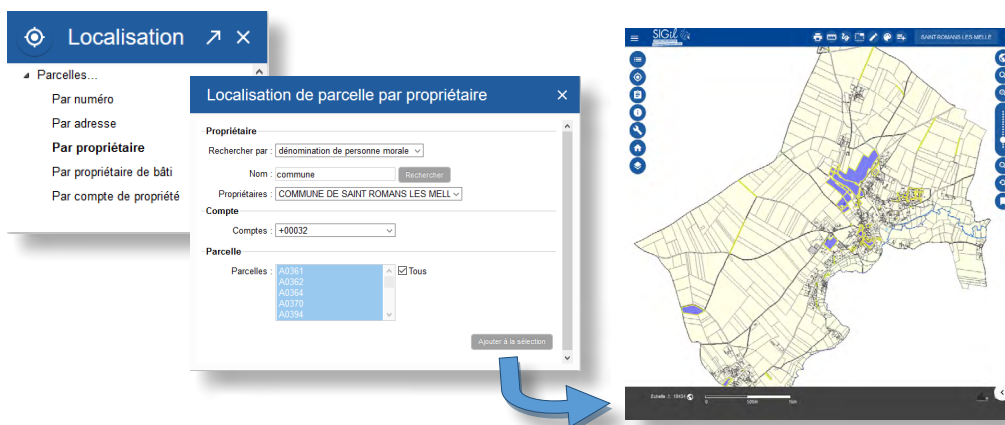 Localisation
Parcelles...
Par numéro
Par adresse
Par propriétaire
Par propriétaire de bâti
Par compte de propriété
Localisation de parcelle par propriétaire
Propriétaire
Rechercher par : dénomination de personne morale
Nom : commune Rechercher
Propriétaires : COMMUNE DE SAINT ROMANS LES MELL
Compte
Comptes : +00032
Parcelle
Parcelles : A0361 Tous
A0362
A0364
A0370
A0394
Ajouter à la sélection
SIGil
SAINT-ROMANS-LES-MELLE
0